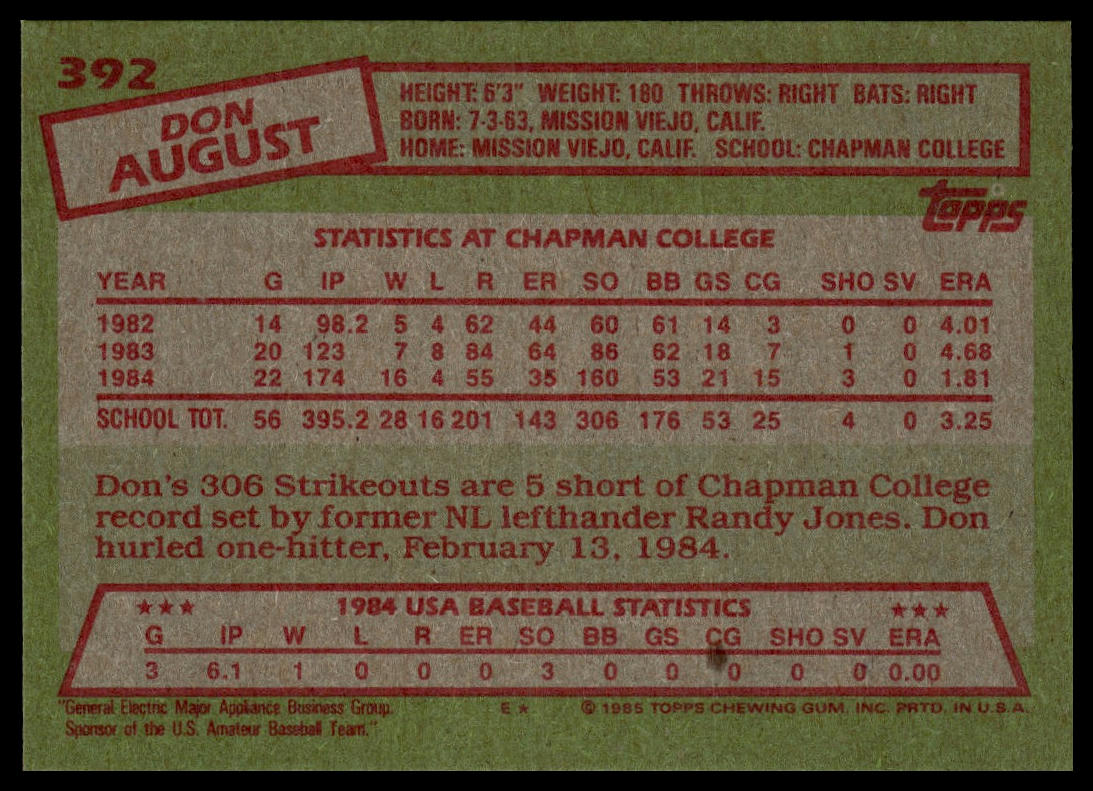 392
DON
AUGUST
HEIGHT: 6'3" WEIGHT: 180 THROWS: RIGHT BATS: RIGHT
BORN: 7-3-63, MISSION VIEJO, CALIF.
HOME: MISSION VIEJO, CALIF. SCHOOL: CHAPMAN COLLEGE
topps
STATISTICS AT CHAPMAN COLLEGE
YEAR G IP W L R ER SO BB GS CG SHO SV ERA
1982 14 98.2 5 4 62 44 60 61 14 3 0 0 4.01
1983 20 123 7 8 84 64 86 62 18 7 1 0 4.68
1984 22 174 16 4 55 35 160 53 21 15 3 0 1.81
SCHOOL TOT. 56 395.2 28 16 201 143 306 176 53 25 4 0 3.25
Don's 306 Strikeouts are 5 short of Chapman College
record set by former NL lefthander Randy Jones. Don
hurled one-hitter, February 13, 1984.
★★★ 1984 USA BASEBALL STATISTICS ★★★
G IP W L R ER SO BB GS CG SHO SV ERA
3 6.1 1 0 0 0 3 0 0 0 0 0 0.00
"General Electric Major Appliance Business Group.
Sponsor of the U.S. Amateur Baseball Team."
E★ © 1985 TOPPS CHEWING GUM, INC. PRTD. IN U.S.A.